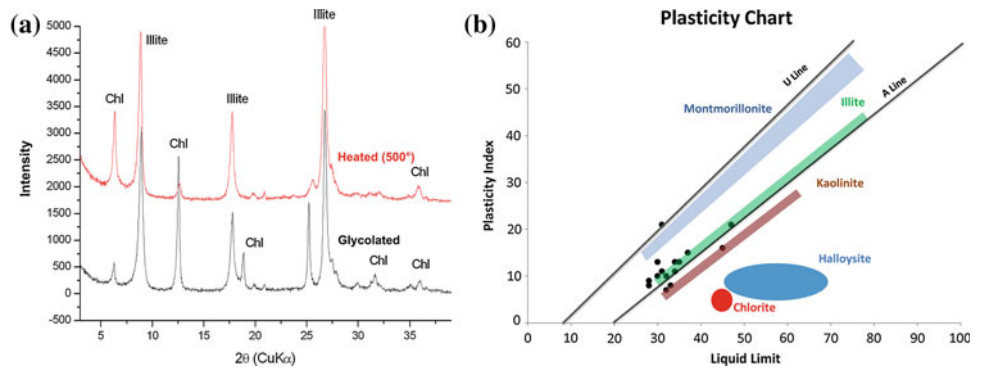 (a)
5000
4500
4000
3500
3000
2500
2000
1500
1000
500
0
-500
Intensity
Illite
Illite
Chl
Illite
Heated (500°)
Chl
Chl
Chl
Glycolated
Chl
Chl
3 5 10 15 20 25 30 35
2θ (CuKα)
(b)
Plasticity Chart
60
50
40
30
20
10
0
Plasticity Index
U Line
A Line
Montmorillonite
Illite
Kaolinite
Halloysite
Chlorite
0 10 20 30 40 50 60 70 80 90 100
Liquid Limit